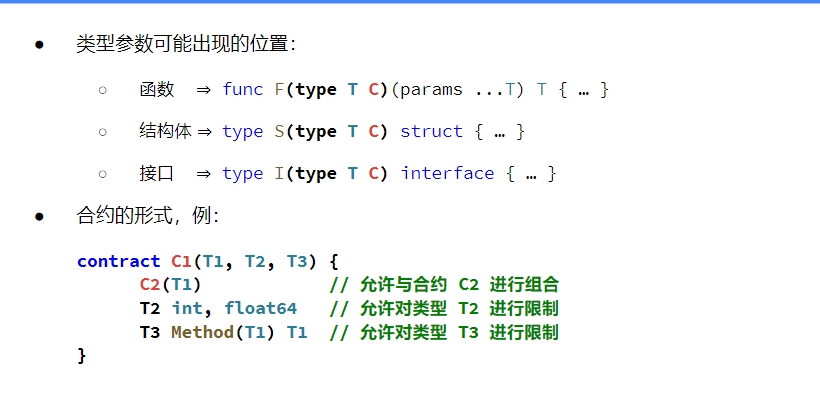 ● 类型参数可能出现的位置：
○ 函数 ⇒ func F(type T C)(params ...T) T { … }
○ 结构体 ⇒ type S(type T C) struct { … }
○ 接口 ⇒ type I(type T C) interface { … }
● 合约的形式，例：
contract C1(T1, T2, T3) {
C2(T1) // 允许与合约 C2 进行组合
T2 int, float64 // 允许对类型 T2 进行限制
T3 Method(T1) T1 // 允许对类型 T3 进行限制
}